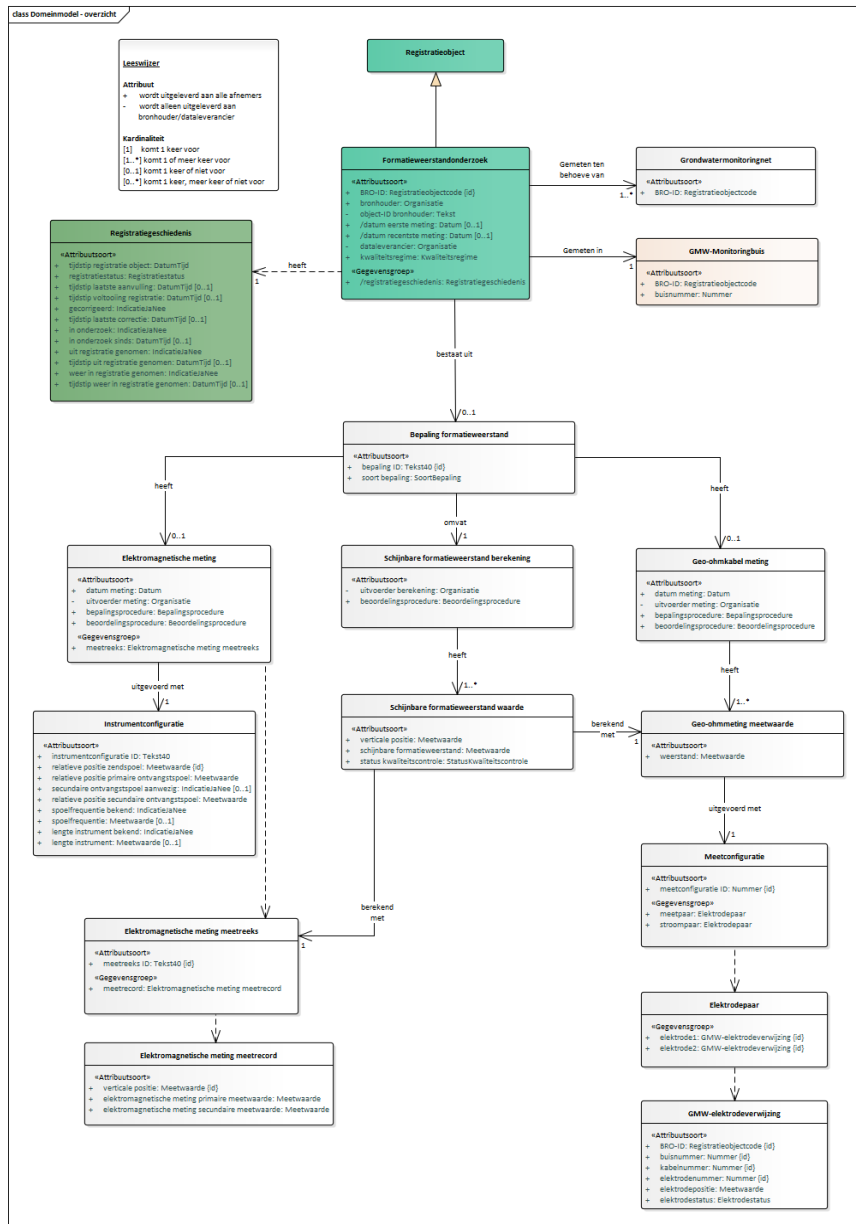 class Domeinmodel - overzicht
Leeswijzer
Attribuut
+ wordt uitgeleverd aan alle afnemers
- wordt alleen uitgeleverd aan
bronhouder/dataleverancier
Kardinaliteit
[1] komt 1 keer voor
[1..*] komt 1 of meer keer voor
[0..1] komt 1 keer of niet voor
[0..*] komt 1 keer, meer keer of niet voor
Registratieobject
Formatieweerstandonderzoek
«Attribuutsoort»
+ BRO-ID: Registratieobjectcode {id}
+ bronhouder: Organisatie
- object-ID bronhouder: Tekst
+ /datum eerste meting: Datum [0..1]
+ /datum recentste meting: Datum [0..1]
- dataleverancier: Organisatie
+ kwaliteitsregime: Kwaliteitsregime
«Gegevensgroep»
+ /registratiegeschiedenis: Registratiegeschiedenis
Gemeten ten
behoeve van
1..*
Grondwatermonitoringnet
«Attribuutsoort»
+ BRO-ID: Registratieobjectcode
Gemeten in
1
GMW-Monitoringbuis
«Attribuutsoort»
+ BRO-ID: Registratieobjectcode
+ buisnummer: Nummer
heeft
1
Registratiegeschiedenis
«Attribuutsoort»
+ tijdstip registratie object: DatumTijd
+ registratiestatus: Registratiestatus
+ tijdstip laatste aanvulling: DatumTijd [0..1]
+ tijdstip voltooiing registratie: DatumTijd [0..1]
+ gecorrigeerd: IndicatieJaNee
+ tijdstip laatste correctie: DatumTijd [0..1]
+ in onderzoek: IndicatieJaNee
+ in onderzoek sinds: DatumTijd [0..1]
+ uit registratie genomen: IndicatieJaNee
+ tijdstip uit registratie genomen: DatumTijd [0..1]
+ weer in registratie genomen: IndicatieJaNee
+ tijdstip weer in registratie genomen: DatumTijd [0..1]
bestaat uit
0..1
Bepaling formatieweerstand
«Attribuutsoort»
+ bepaling ID: Tekst40 {id}
+ soort bepaling: SoortBepaling
heeft
0..1
omvat
1
heeft
0..1
Elektromagnetische meting
«Attribuutsoort»
+ datum meting: Datum
- uitvoerder meting: Organisatie
+ bepalingsprocedure: Bepalingsprocedure
+ beoordelingsprocedure: Beoordelingsprocedure
«Gegevensgroep»
+ meetreeks: Elektromagnetische meting meetreeks
Schijnbare formatieweerstand berekening
«Attribuutsoort»
- uitvoerder berekening: Organisatie
+ beoordelingsprocedure: Beoordelingsprocedure
Geo-ohmkabel meting
«Attribuutsoort»
+ datum meting: Datum
- uitvoerder meting: Organisatie
+ bepalingsprocedure: Bepalingsprocedure
+ beoordelingsprocedure: Beoordelingsprocedure
uitgevoerd met
1
heeft
1..*
heeft
1..*
Instrumentconfiguratie
«Attribuutsoort»
+ instrumentconfiguratie ID: Tekst40
+ relatieve positie zendspoel: Meetwaarde {id}
+ relatieve positie primaire ontvangstspoel: Meetwaarde
+ secundaire ontvangstspoel aanwezig: IndicatieJaNee [0..1]
+ relatieve positie secundaire ontvangstspoel: Meetwaarde
+ spoelfrequentie bekend: IndicatieJaNee
+ spoelfrequentie: Meetwaarde [0..1]
+ lengte instrument bekend: IndicatieJaNee
+ lengte instrument: Meetwaarde [0..1]
Schijnbare formatieweerstand waarde
«Attribuutsoort»
+ verticale positie: Meetwaarde
+ schijnbare formatieweerstand: Meetwaarde
+ status kwaliteitscontrole: StatusKwaliteitscontrole
berekend
met
1
Geo-ohmmeting meetwaarde
«Attribuutsoort»
+ weerstand: Meetwaarde
uitgevoerd met
1
Meetconfiguratie
«Attribuutsoort»
+ meetconfiguratie ID: Nummer {id}
«Gegevensgroep»
+ meetpaar: Elektrodepaar
+ stroompaar: Elektrodepaar
berekend
met
1
Elektromagnetische meting meetreeks
«Attribuutsoort»
+ meetreeks ID: Tekst40 {id}
«Gegevensgroep»
+ meetrecord: Elektromagnetische meting meetrecord
Elektrodepaar
«Gegevensgroep»
+ elektrode1: GMW-elektrodeverwijzing {id}
+ elektrode2: GMW-elektrodeverwijzing {id}
Elektromagnetische meting meetrecord
«Attribuutsoort»
+ verticale positie: Meetwaarde {id}
+ elektromagnetische meting primaire meetwaarde: Meetwaarde
+ elektromagnetische meting secundaire meetwaarde: Meetwaarde
GMW-elektrodeverwijzing
«Attribuutsoort»
+ BRO-ID: Registratieobjectcode {id}
+ buisnummer: Nummer {id}
+ kabelnummer: Nummer {id}
+ elektrodenummer: Nummer {id}
+ elektrodepositie: Meetwaarde
+ elektrodestatus: Elektrodestatus